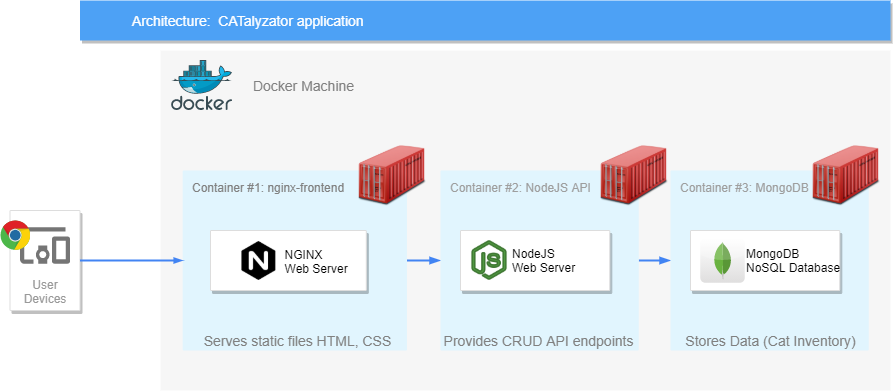 Architecture: CATalyzator application
docker
Docker Machine
Container #1: nginx-frontend
Container #2: NodeJS API
Container #3: MongoDB
NGINX
Web Server
NodeJS
Web Server
MongoDB
NoSQL Database
User
Devices
Serves static files HTML, CSS
Provides CRUD API endpoints
Stores Data (Cat Inventory)